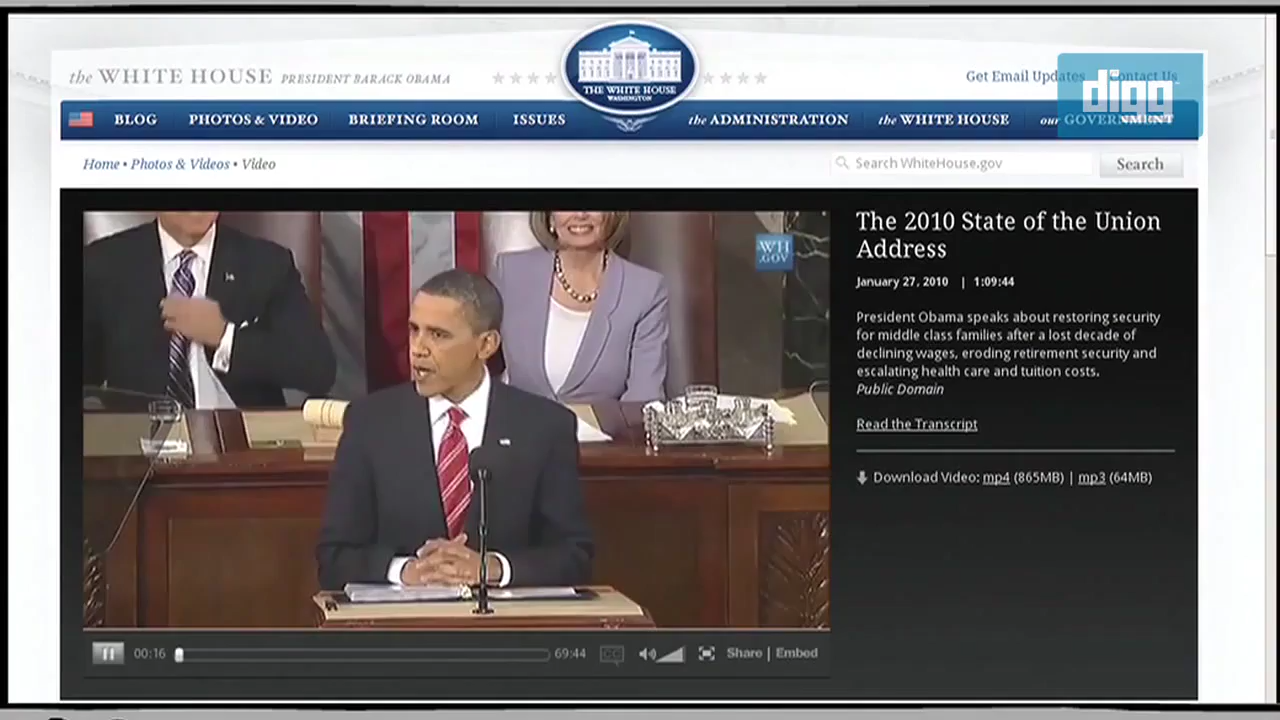 the WHITE HOUSE PRESIDENT BARACK OBAMA
THE WHITE HOUSE
WASHINGTON
Get Email Updates Contact Us
digg
BLOG PHOTOS & VIDEO BRIEFING ROOM ISSUES the ADMINISTRATION the WHITE HOUSE our GOVERNMENT
Home • Photos & Videos • Video
Search WhiteHouse.gov
Search
WH
.GOV
The 2010 State of the Union
Address
January 27, 2010 | 1:09:44
President Obama speaks about restoring security
for middle class families after a lost decade of
declining wages, eroding retirement security and
escalating health care and tuition costs.
Public Domain
Read the Transcript
Download Video: mp4 (865MB) | mp3 (64MB)
00:16
69:44
CC
Share | Embed